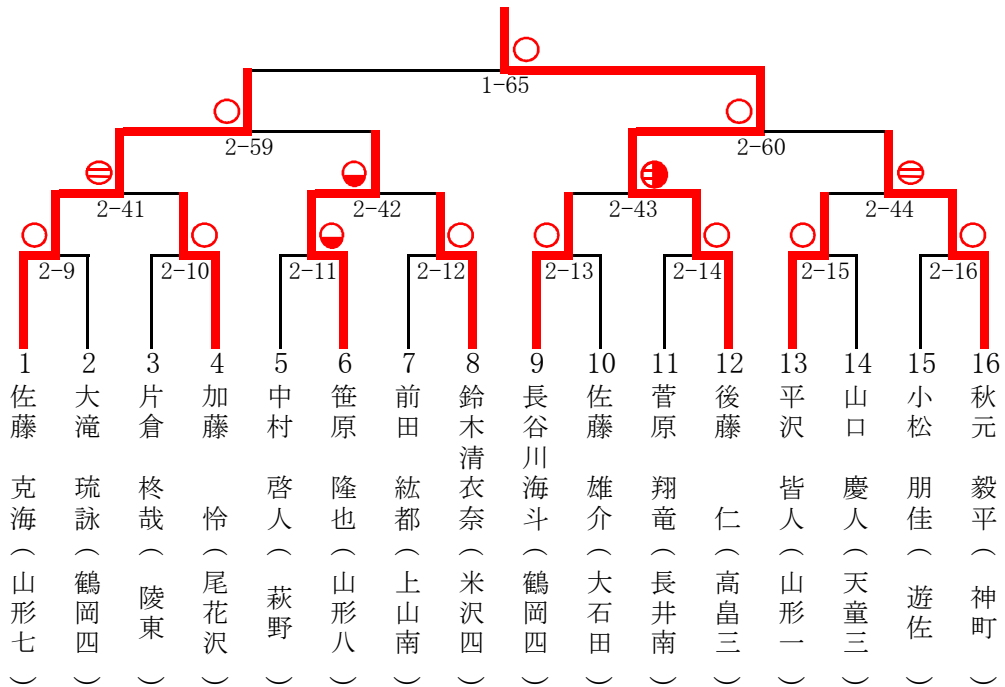 1-65
2-59
2-60
2-41
2-42
2-43
2-44
2-9
2-10
2-11
2-12
2-13
2-14
2-15
2-16
1 佐藤 克海(山形七)
2 大滝 琉詠(鶴岡四)
3 片倉 柊哉(陵東)
4 加藤 怜(尾花沢)
5 中村 啓人(萩野)
6 笹原 隆也(山形八)
7 前田 紘都(上山南)
8 鈴木清衣奈(米沢四)
9 長谷川海斗(鶴岡四)
10 佐藤 雄介(大石田)
11 菅原 翔竜(長井南)
12 後藤 仁(高畠三)
13 平沢 皆人(山形一)
14 山口 慶人(天童三)
15 小松 朋佳(遊佐)
16 秋元 毅平(神町)